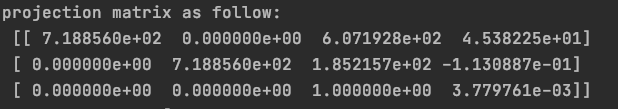 projection matrix as follow:
[[ 7.188560e+02 0.000000e+00 6.071928e+02 4.538225e+01]
[ 0.000000e+00 7.188560e+02 1.852157e+02 -1.130887e-01]
[ 0.000000e+00 0.000000e+00 1.000000e+00 3.779761e-03]]